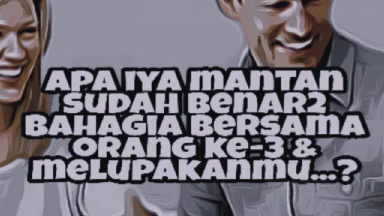 APA IYA MANTAN
SUDAH BENAR2
BAHAGIA BERSAMA
ORANG KE-3 &
MELUPAKANMU...?